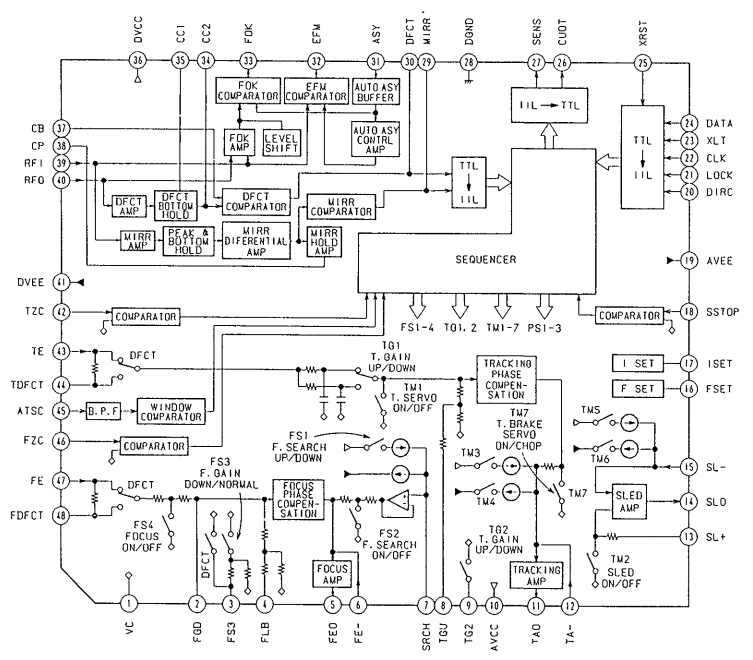 DVCC
CC1
CC2
FOK
EFM
ASY
DFCT
MIRR
DGND
SENS
CUOT
XRST
36
35
34
33
32
31
30
29
28
27
26
25
CB 37
CP 38
RFI 39
RFO 40
DVEE 41
TZC 42
TE 43
TDFCT 44
ATSC 45
FZC 46
FE 47
FDFCT 48
FOK
COMPARATOR
EFM
COMPARATOR
AUTO ASY
BUFFER
FOK
AMP
LEVEL
SHIFT
AUTO ASY
CONTRL
AMP
IIL → TTL
TTL
↓
IIL
TTL
↓
IIL
24 DATA
23 XLT
22 CLK
21 LOCK
20 DIRC
19 AVEE
18 SSTOP
17 ISET
16 FSET
15 SL-
14 SLO
13 SL+
DFCT
AMP
DFCT
BOTTOM
HOLD
DFCT
COMPARATOR
MIRR
COMPARATOR
MIRR
AMP
PEAK &
BOTTOM
HOLD
MIRR
DIFERENTIAL
AMP
MIRR
HOLD
AMP
SEQUENCER
COMPARATOR
FS1-4
TG1,2
TM1-7
PS1-3
COMPARATOR
DFCT
TG1
T. GAIN
UP/DOWN
TM1
T. SERVO
ON/OFF
TRACKING
PHASE
COMPEN-
SATION
I SET
F SET
B.P.F
WINDOW
COMPARATOR
COMPARATOR
TM7
T. BRAKE
SERVO
ON/CHOP
TM5
TM6
FS1
F. SEARCH
UP/DOWN
FS3
F. GAIN
DOWN/NORMAL
TM3
TM4
TM7
DFCT
FOCUS
PHASE
COMPEN-
SATION
SLED
AMP
FS4
FOCUS
ON/OFF
DFCT
FS2
F. SEARCH
ON/OFF
TG2
T. GAIN
UP/DOWN
TM2
SLED
ON/OFF
FOCUS
AMP
TRACKING
AMP
1
2
3
4
5
6
7
8
9
10
11
12
VC
FGD
FS3
FLB
FEO
FE-
SRCH
TGU
TG2
AVCC
TAO
TA-